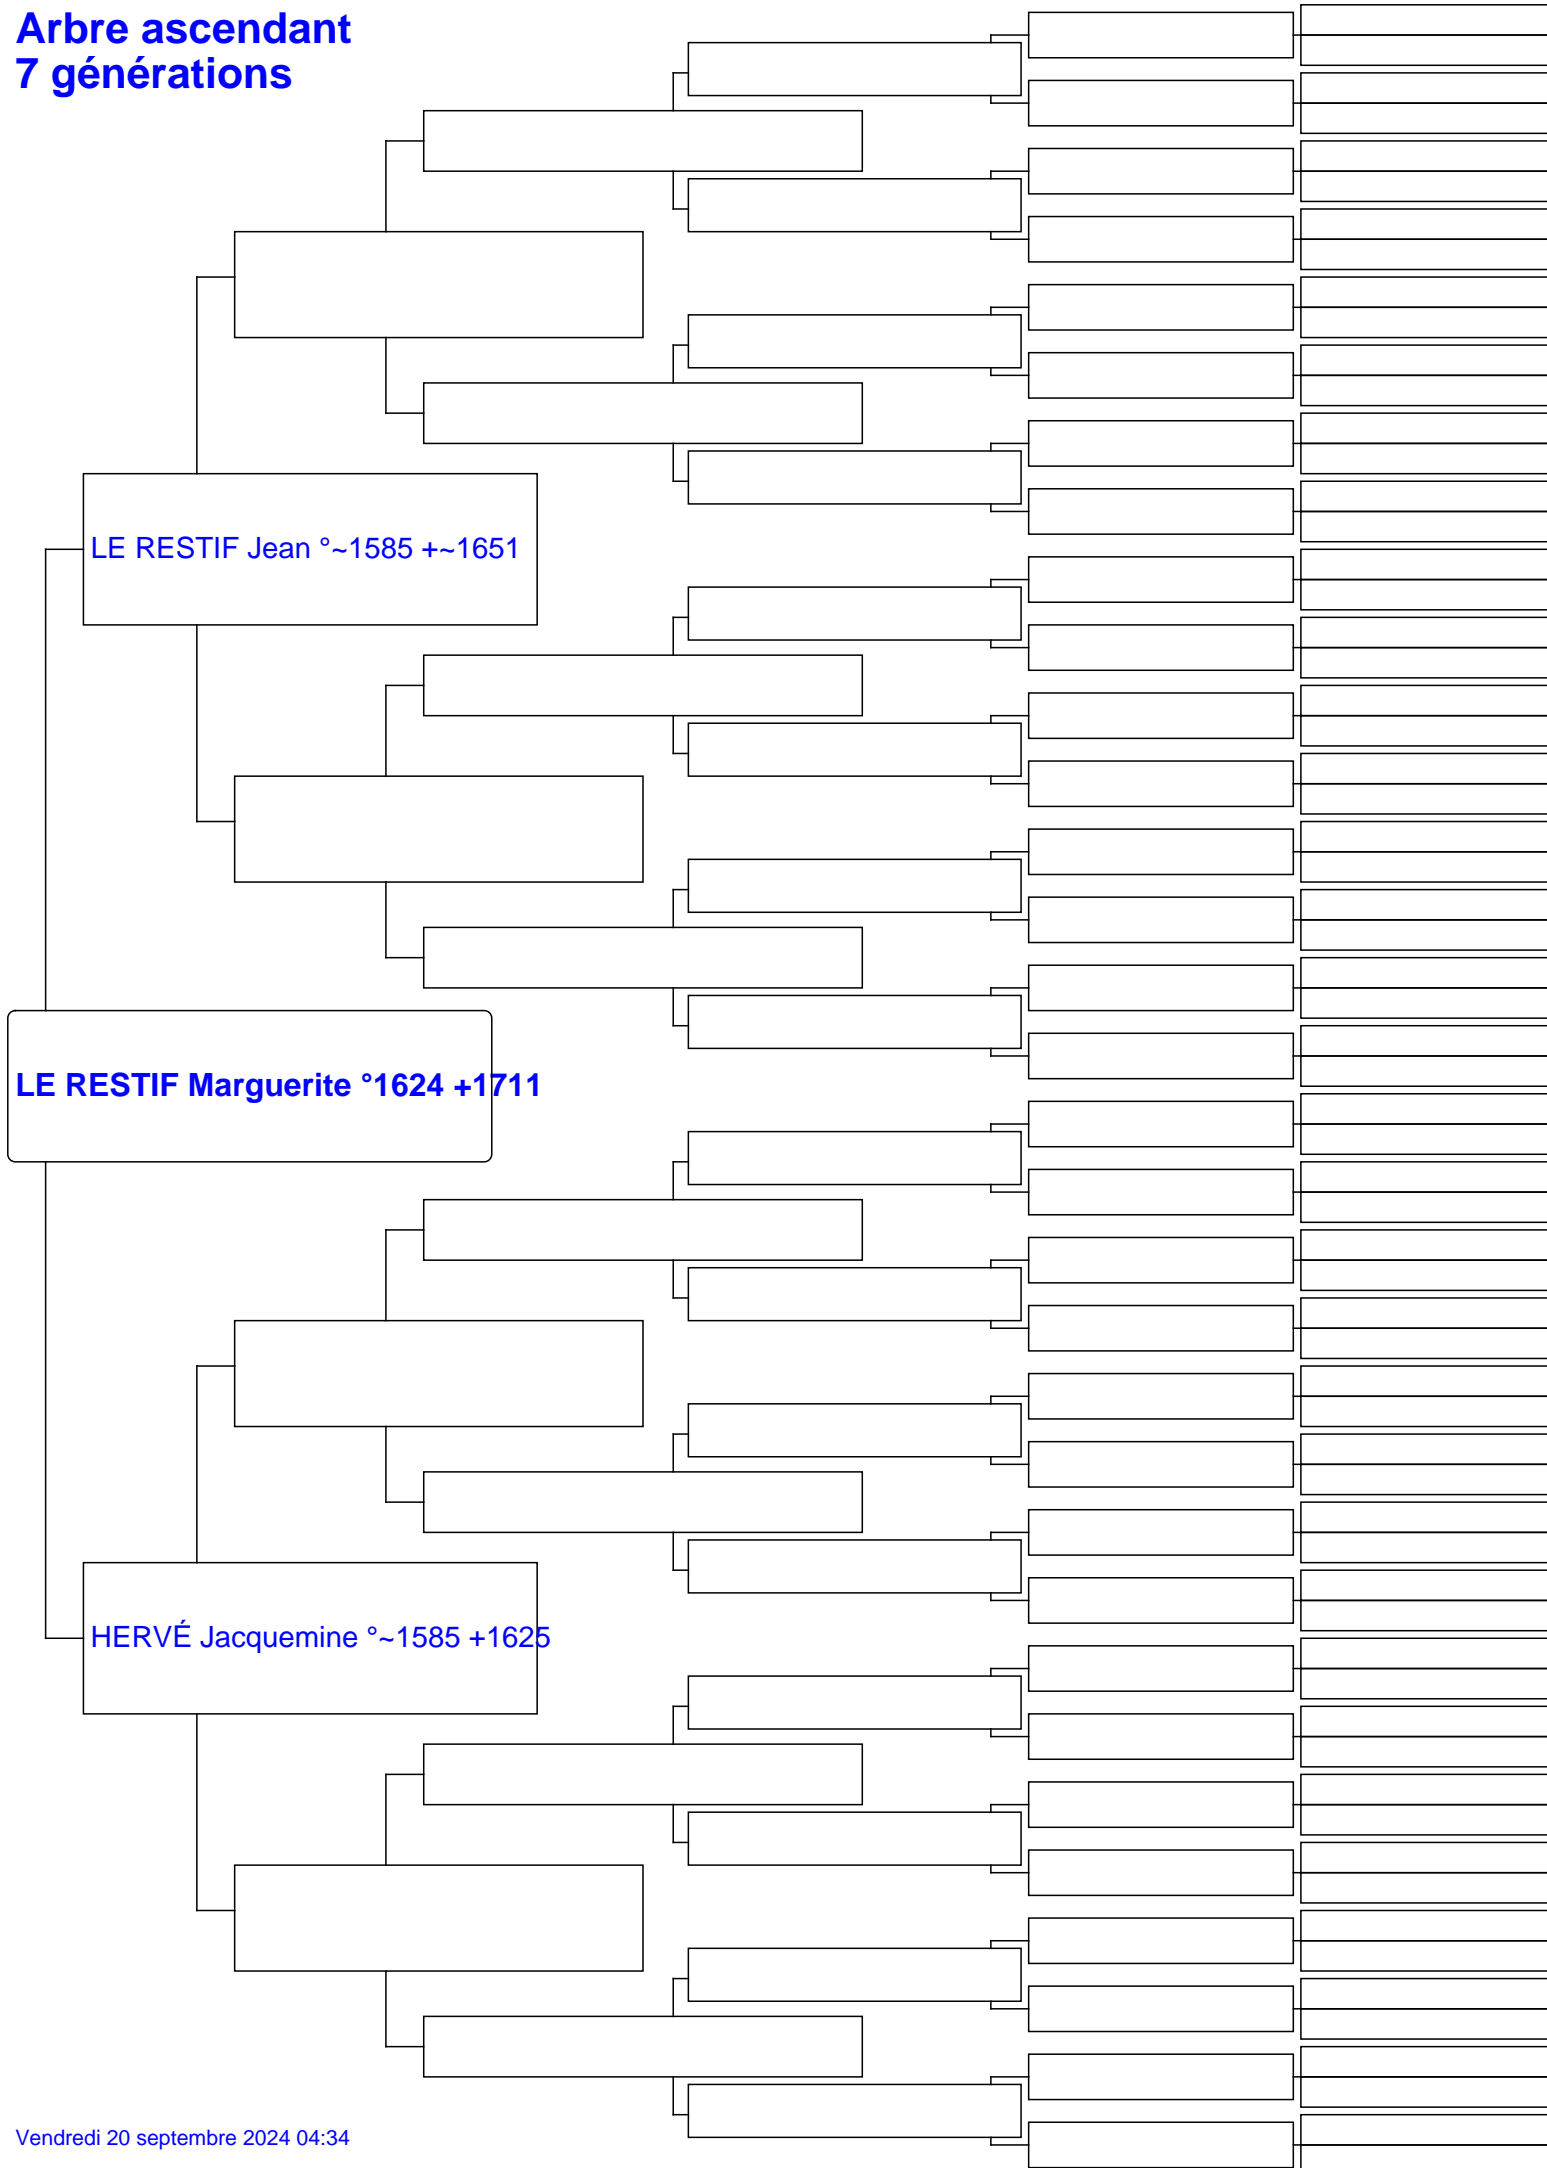 Arbre ascendant
7 générations
LE RESTIF Jean °~1585 +~1651
LE RESTIF Marguerite °1624 +1711
HERVÉ Jacquemine °~1585 +1625
Vendredi 20 septembre 2024 04:34